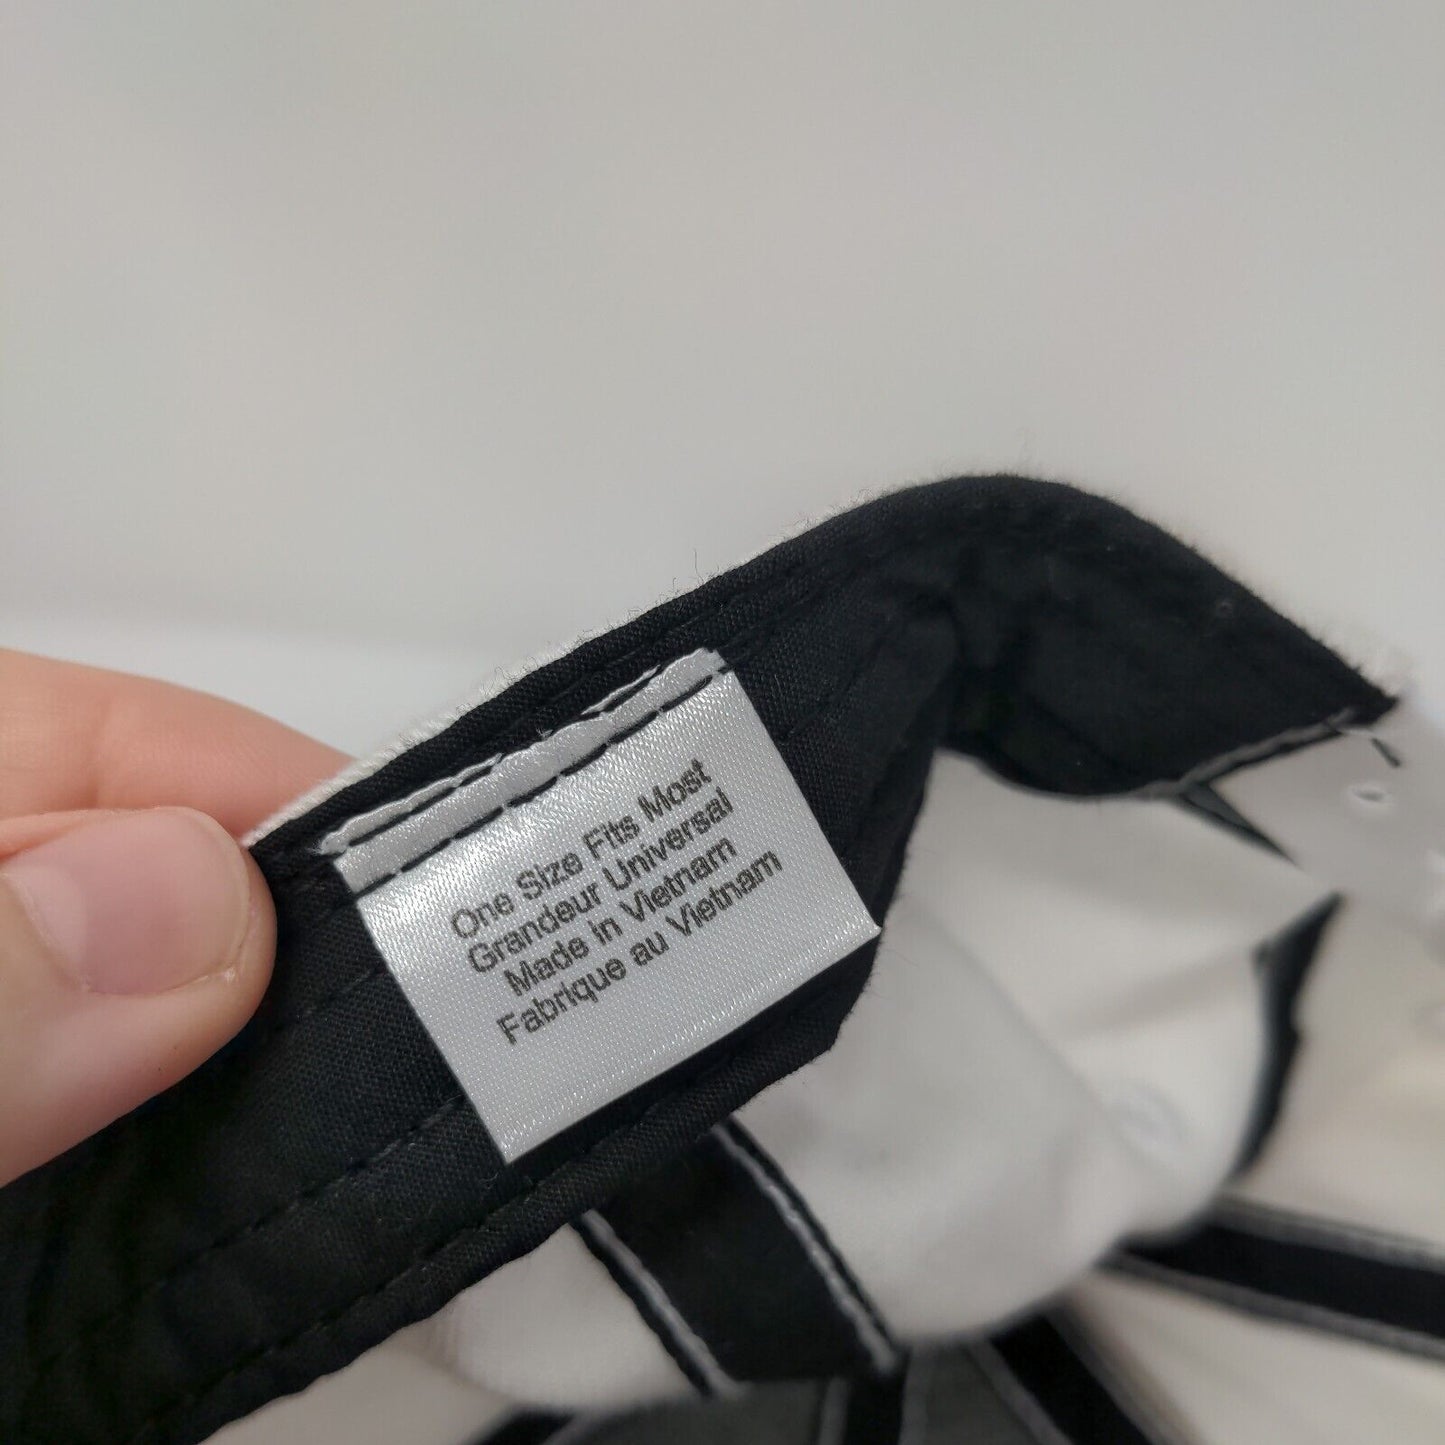 One Size Fits Most
Grandeur Universal
Made in Vietnam
Fabrique au Vietnam